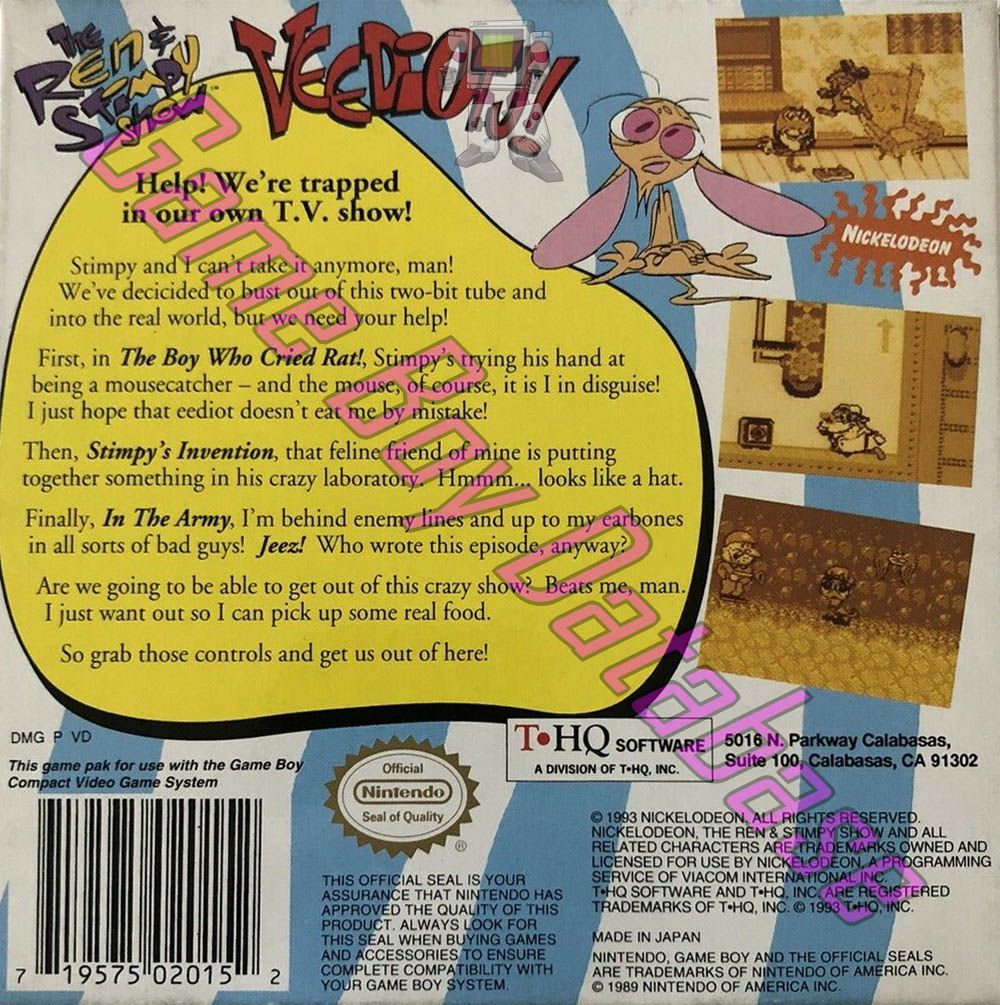 The
REN &
STIMPY
SHOW™
VEEDIOTS!
Help! We're trapped
in our own T.V. show!
Stimpy and I can't take it anymore, man!
We've decicided to bust out of this two-bit tube and
into the real world, but we need your help!
First, in The Boy Who Cried Rat!, Stimpy's trying his hand at
being a mousecatcher – and the mouse, of course, it is I in disguise!
I just hope that eediot doesn't eat me by mistake!
Then, Stimpy's Invention, that feline friend of mine is putting
together something in his crazy laboratory. Hmmm... looks like a hat.
Finally, In The Army, I'm behind enemy lines and up to my earbones
in all sorts of bad guys! Jeez! Who wrote this episode, anyway?
Are we going to be able to get out of this crazy show? Beats me, man.
I just want out so I can pick up some real food.
So grab those controls and get us out of here!
NICKELODEON
Game Boy Database
DMG P VD
This game pak for use with the Game Boy
Compact Video Game System
7 19575 02015 2
Official
Nintendo
Seal of Quality
®
THIS OFFICIAL SEAL IS YOUR
ASSURANCE THAT NINTENDO HAS
APPROVED THE QUALITY OF THIS
PRODUCT. ALWAYS LOOK FOR
THIS SEAL WHEN BUYING GAMES
AND ACCESSORIES TO ENSURE
COMPLETE COMPATIBILITY WITH
YOUR GAME BOY SYSTEM.
T•HQ SOFTWARE
A DIVISION OF T•HQ, INC.
5016 N. Parkway Calabasas,
Suite 100, Calabasas, CA 91302
© 1993 NICKELODEON. ALL RIGHTS RESERVED.
NICKELODEON, THE REN & STIMPY SHOW AND ALL
RELATED CHARACTERS ARE TRADEMARKS OWNED AND
LICENSED FOR USE BY NICKELODEON, A PROGRAMMING
SERVICE OF VIACOM INTERNATIONAL INC.
T•HQ SOFTWARE AND T•HQ, INC. ARE REGISTERED
TRADEMARKS OF T•HQ, INC. © 1993 T•HQ, INC.
MADE IN JAPAN
NINTENDO, GAME BOY AND THE OFFICIAL SEALS
ARE TRADEMARKS OF NINTENDO OF AMERICA INC.
© 1989 NINTENDO OF AMERICA INC.